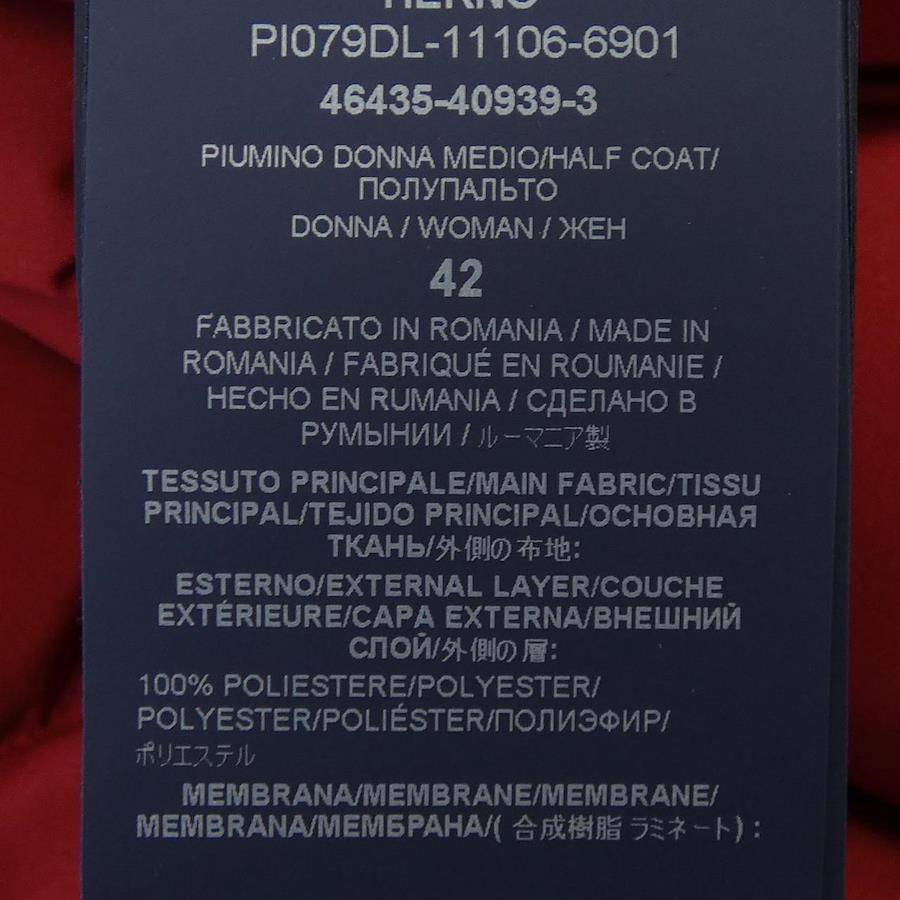 HERNO
PI079DL-11106-6901
46435-40939-3
PIUMINO DONNA MEDIO/HALF COAT/
ПОЛУПАЛЬТО
DONNA / WOMAN / ЖЕН
42
FABBRICATO IN ROMANIA / MADE IN
ROMANIA / FABRIQUÉ EN ROUMANIE /
HECHO EN RUMANIA / СДЕЛАНО В
РУМЫНИИ / ルーマニア製
TESSUTO PRINCIPALE/MAIN FABRIC/TISSU
PRINCIPAL/TEJIDO PRINCIPAL/ОСНОВНАЯ
ТКАНЬ/外側の布地:
ESTERNO/EXTERNAL LAYER/COUCHE
EXTÉRIEURE/CAPA EXTERNA/ВНЕШНИЙ
СЛОЙ/外側の層:
100% POLIESTERE/POLYESTER/
POLYESTER/POLIÉSTER/ПОЛИЭФИР/
ポリエステル
MEMBRANA/MEMBRANE/MEMBRANE/
MEMBRANA/МЕМБРАНА/( 合成樹脂 ラミネート) :